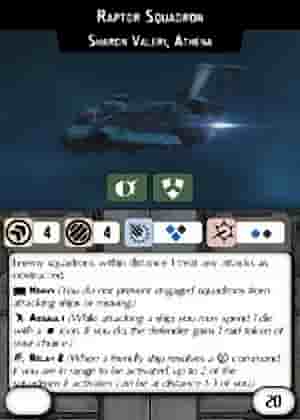 Raptor Squadron
Sharon Valerii, Athena
4 4
Enemy squadrons within distance 1 treat any attacks as
obstructed.
Heavy (You do not prevent engaged squadrons from
attacking ships or moving.)
Assault (While attacking a ship you may spend 1 die
with a icon. If you do, the defender gains 1 raid token of
your choice.)
Relay 2 (When a friendly ship resolves a command
if you are in range to be activated, up to 2 of the
squadrons it activates can be at distance 1-3 of you.)
20